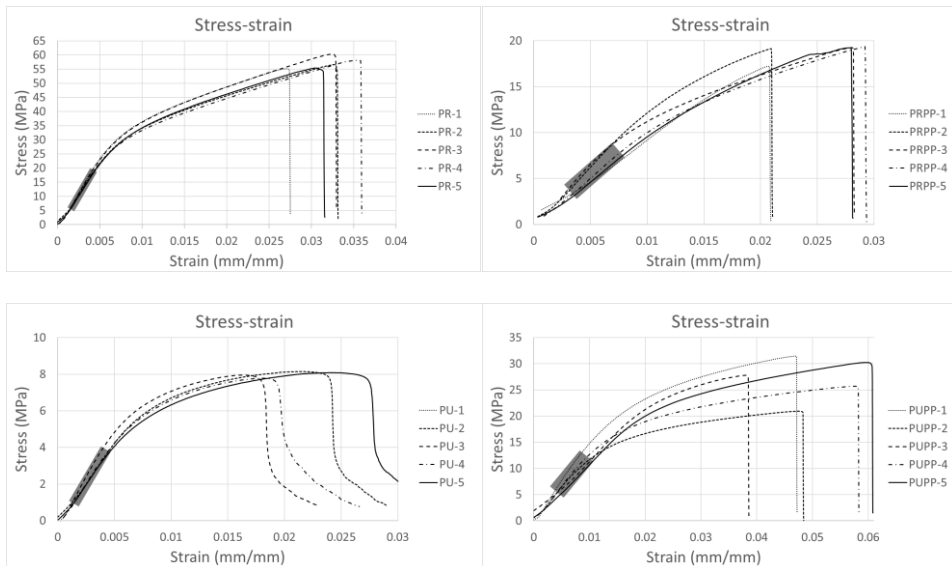 Stress-strain
65
60
55
50
45
40
35
30
25
20
15
10
5
0
Stress (MPa)
0 0.005 0.01 0.015 0.02 0.025 0.03 0.035 0.04
Strain (mm/mm)
PR-1
PR-2
PR-3
PR-4
PR-5
Stress-strain
20
15
10
5
0
Stress (MPa)
0 0.005 0.01 0.015 0.02 0.025 0.03
Strain (mm/mm)
PRPP-1
PRPP-2
PRPP-3
PRPP-4
PRPP-5
Stress-strain
8
6
4
2
0
Stress (MPa)
0 0.005 0.01 0.015 0.02 0.025 0.03
Strain (mm/mm)
PU-1
PU-2
PU-3
PU-4
PU-5
Stress-strain
35
30
25
20
15
10
5
0
Stress (MPa)
0 0.01 0.02 0.03 0.04 0.05 0.06
Strain (mm/mm)
PUPP-1
PUPP-2
PUPP-3
PUPP-4
PUPP-5